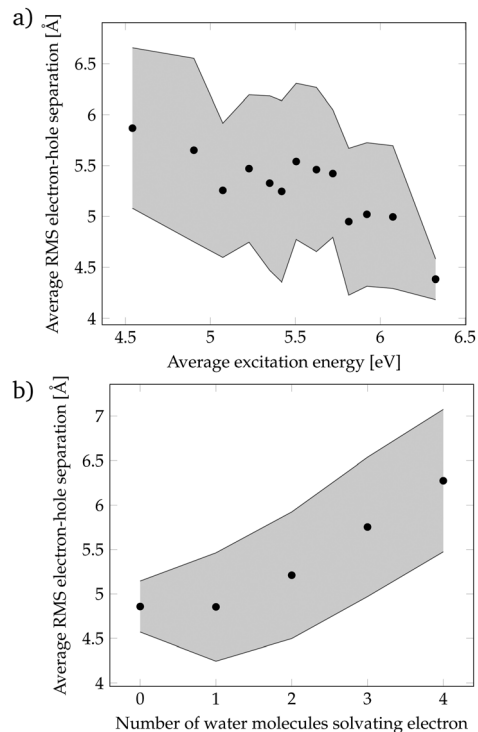 a)
Average RMS electron-hole separation [Å]
6.5
6
5.5
5
4.5
4
4.5 5 5.5 6 6.5
Average excitation energy [eV]
b)
Average RMS electron-hole separation [Å]
7
6.5
6
5.5
5
4.5
4
0 1 2 3 4
Number of water molecules solvating electron